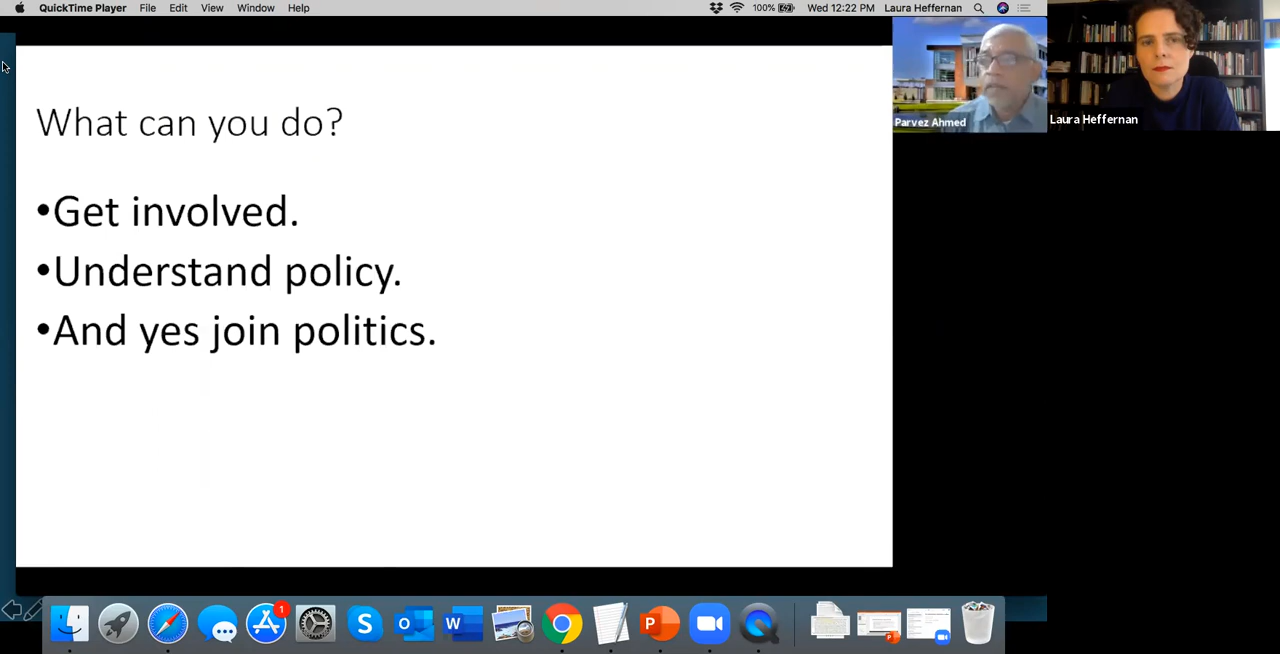 QuickTime Player File Edit View Window Help 100% Wed 12:22 PM Laura Heffernan
What can you do?
•Get involved.
•Understand policy.
•And yes join politics.
Parvez Ahmed
Laura Heffernan
1
S
O
W
P